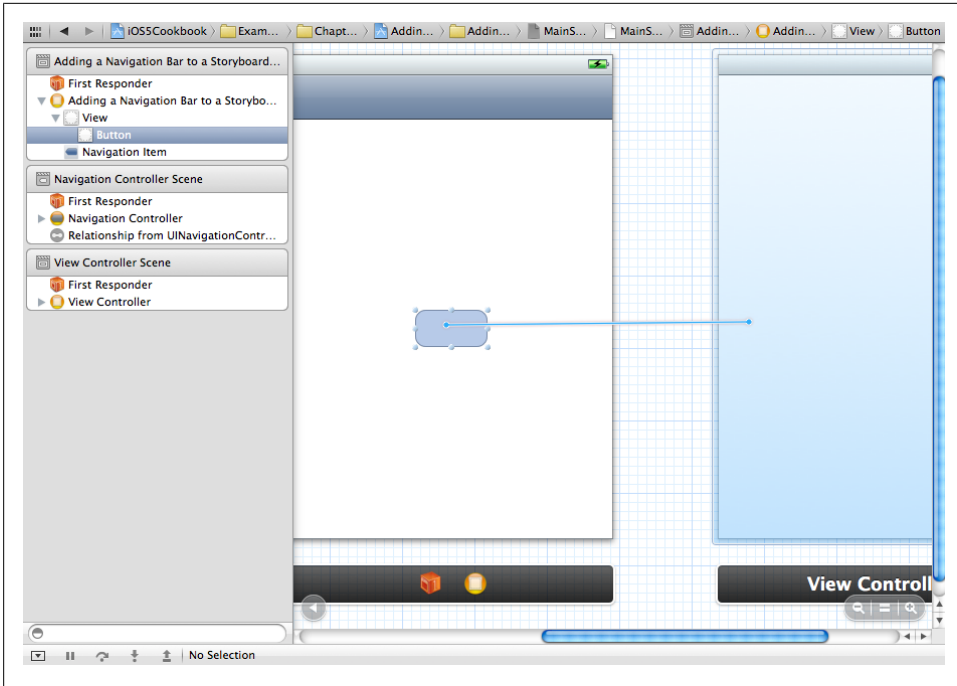 iOS5Cookbook Exam... Chapt... Addin... Addin... MainS... MainS... Addin... Addin... View Button
Adding a Navigation Bar to a Storyboard...
First Responder
Adding a Navigation Bar to a Storybo...
View
Button
Navigation Item
Navigation Controller Scene
First Responder
Navigation Controller
Relationship from UINavigationContr...
View Controller Scene
First Responder
View Controller
View Controll
No Selection